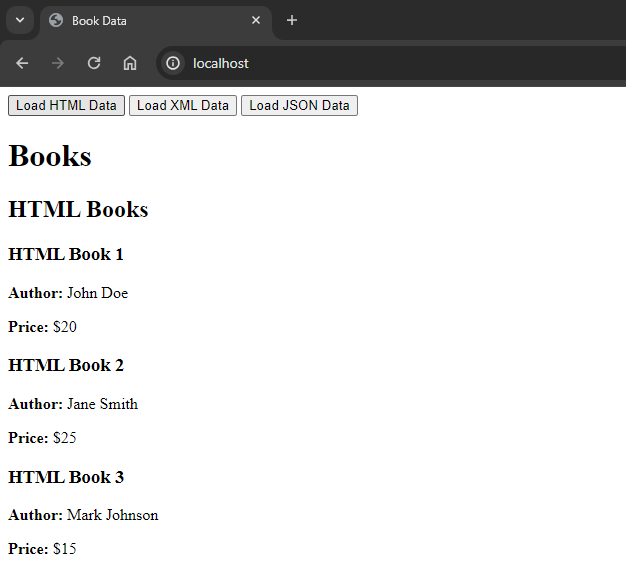 Book Data
localhost
Load HTML Data Load XML Data Load JSON Data
Books
HTML Books
HTML Book 1
Author: John Doe
Price: $20
HTML Book 2
Author: Jane Smith
Price: $25
HTML Book 3
Author: Mark Johnson
Price: $15